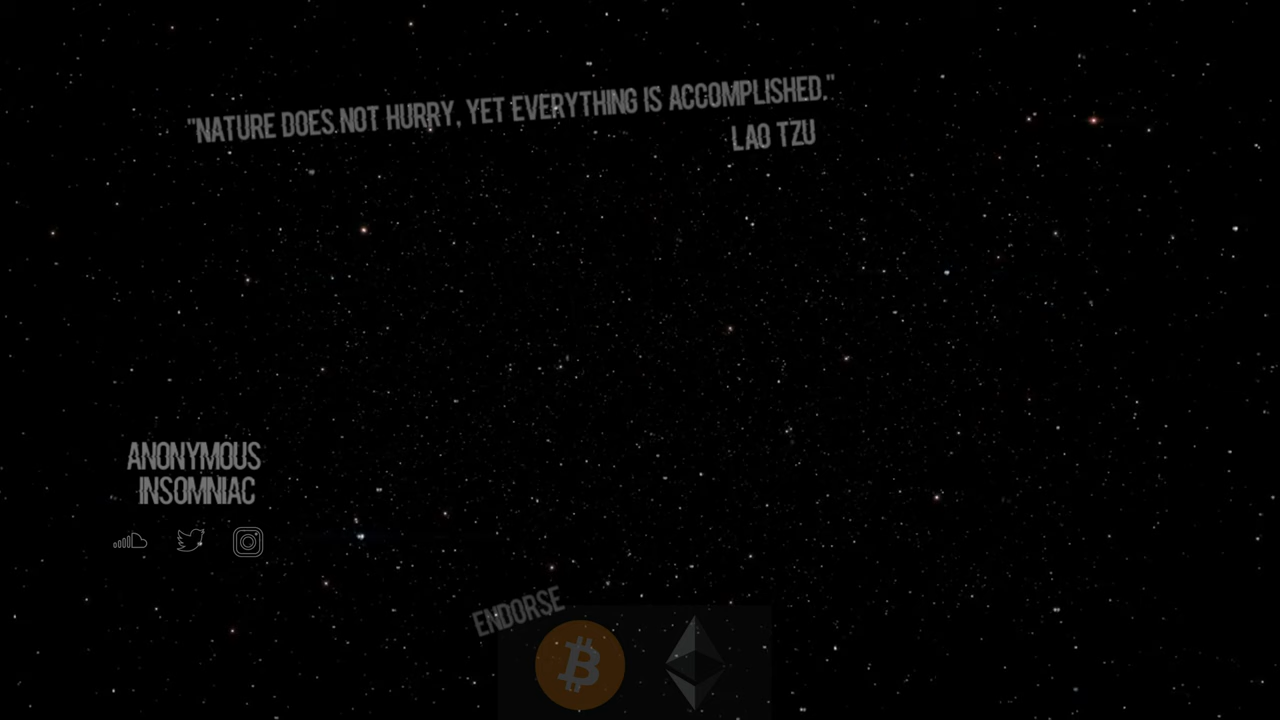 "NATURE DOES NOT HURRY, YET EVERYTHING IS ACCOMPLISHED."
LAO TZU
ANONYMOUS
INSOMNIAC
ENDORSE